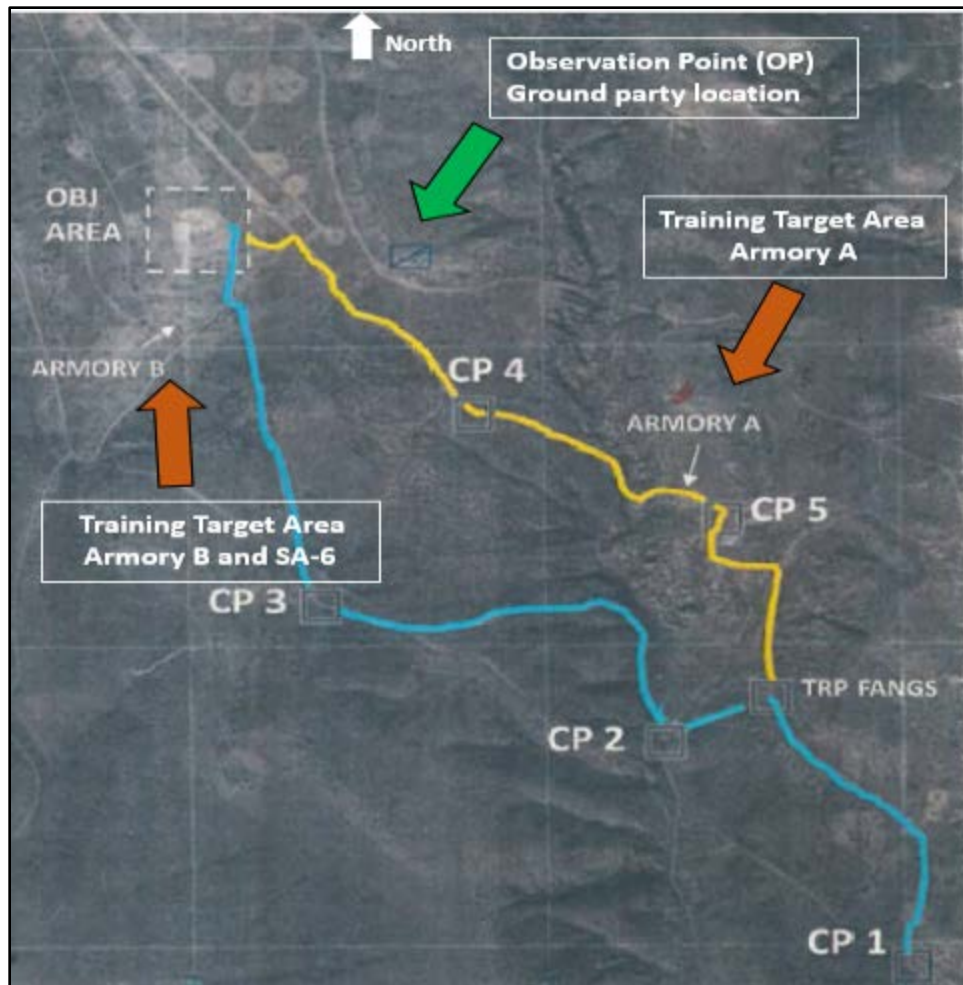 North
Observation Point (OP)
Ground party location
OBJ
AREA
Training Target Area
Armory A
ARMORY B
CP 4
ARMORY A
CP 5
Training Target Area
Armory B and SA-6
CP 3
TRP FANGS
CP 2
CP 1